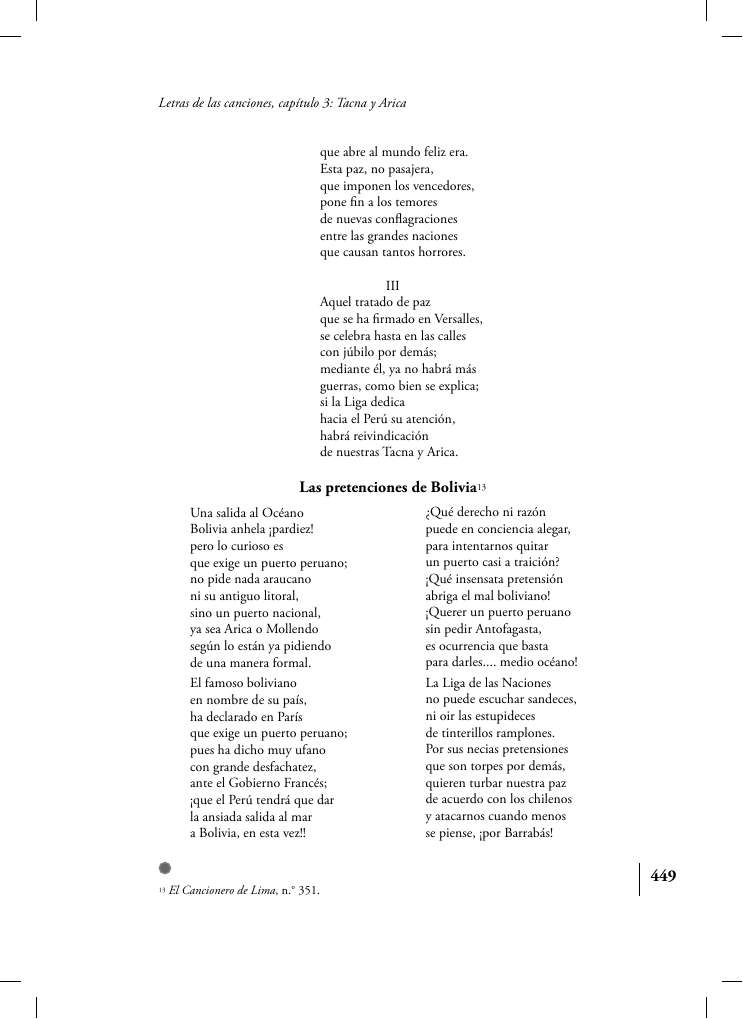 Letras de las canciones, capítulo 3: Tacna y Arica
que abre al mundo feliz era.
Esta paz, no pasajera,
que imponen los vencedores,
pone fin a los temores
de nuevas conflagraciones
entre las grandes naciones
que causan tantos horrores.
III
Aquel tratado de paz
que se ha firmado en Versalles,
se celebra hasta en las calles
con júbilo por demás;
mediante él, ya no habrá más
guerras, como bien se explica;
si la Liga dedica
hacia el Perú su atención,
habrá reivindicación
de nuestras Tacna y Arica.
Las pretenciones de Bolivia13
Una salida al Océano
Bolivia anhela ¡pardiez!
pero lo curioso es
que exige un puerto peruano;
no pide nada araucano
ni su antiguo litoral,
sino un puerto nacional,
ya sea Arica o Mollendo
según lo están ya pidiendo
de una manera formal.
El famoso boliviano
en nombre de su país,
ha declarado en París
que exige un puerto peruano;
pues ha dicho muy ufano
con grande desfachatez,
ante el Gobierno Francés;
¡que el Perú tendrá que dar
la ansiada salida al mar
a Bolivia, en esta vez!!
¿Qué derecho ni razón
puede en conciencia alegar,
para intentarnos quitar
un puerto casi a traición?
¡Qué insensata pretensión
abriga el mal boliviano!
¡Querer un puerto peruano
sin pedir Antofagasta,
es ocurrencia que basta
para darles.... medio océano!
La Liga de las Naciones
no puede escuchar sandeces,
ni oir las estupideces
de tinterillos ramplones.
Por sus necias pretensiones
que son torpes por demás,
quieren turbar nuestra paz
de acuerdo con los chilenos
y atacarnos cuando menos
se piense, ¡por Barrabás!
13 El Cancionero de Lima, n.° 351.
449